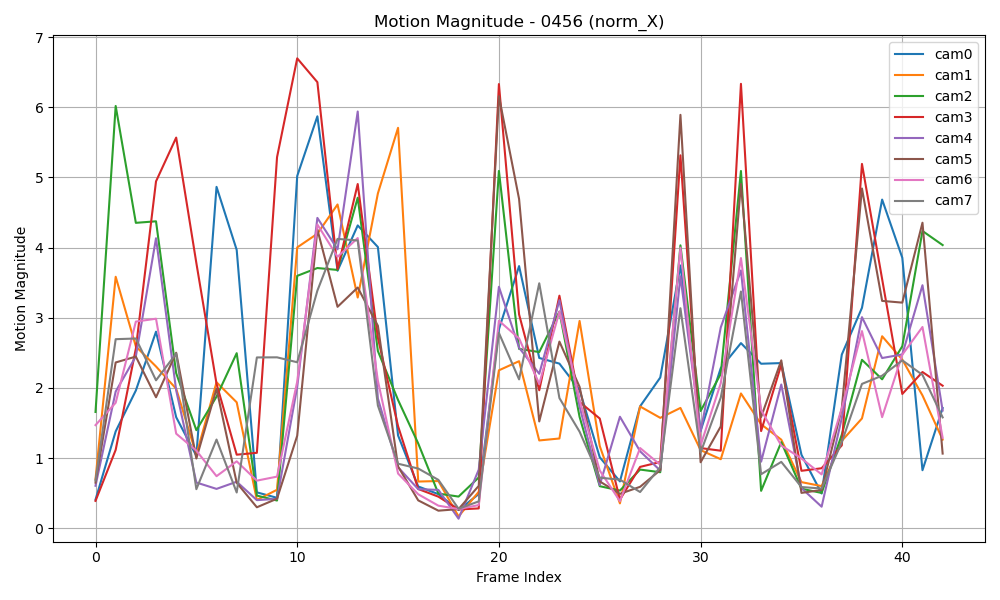 Motion Magnitude - 0456 (norm_X)
Motion Magnitude
7
6
5
4
3
2
1
0
0 10 20 30 40
Frame Index
cam0
cam1
cam2
cam3
cam4
cam5
cam6
cam7